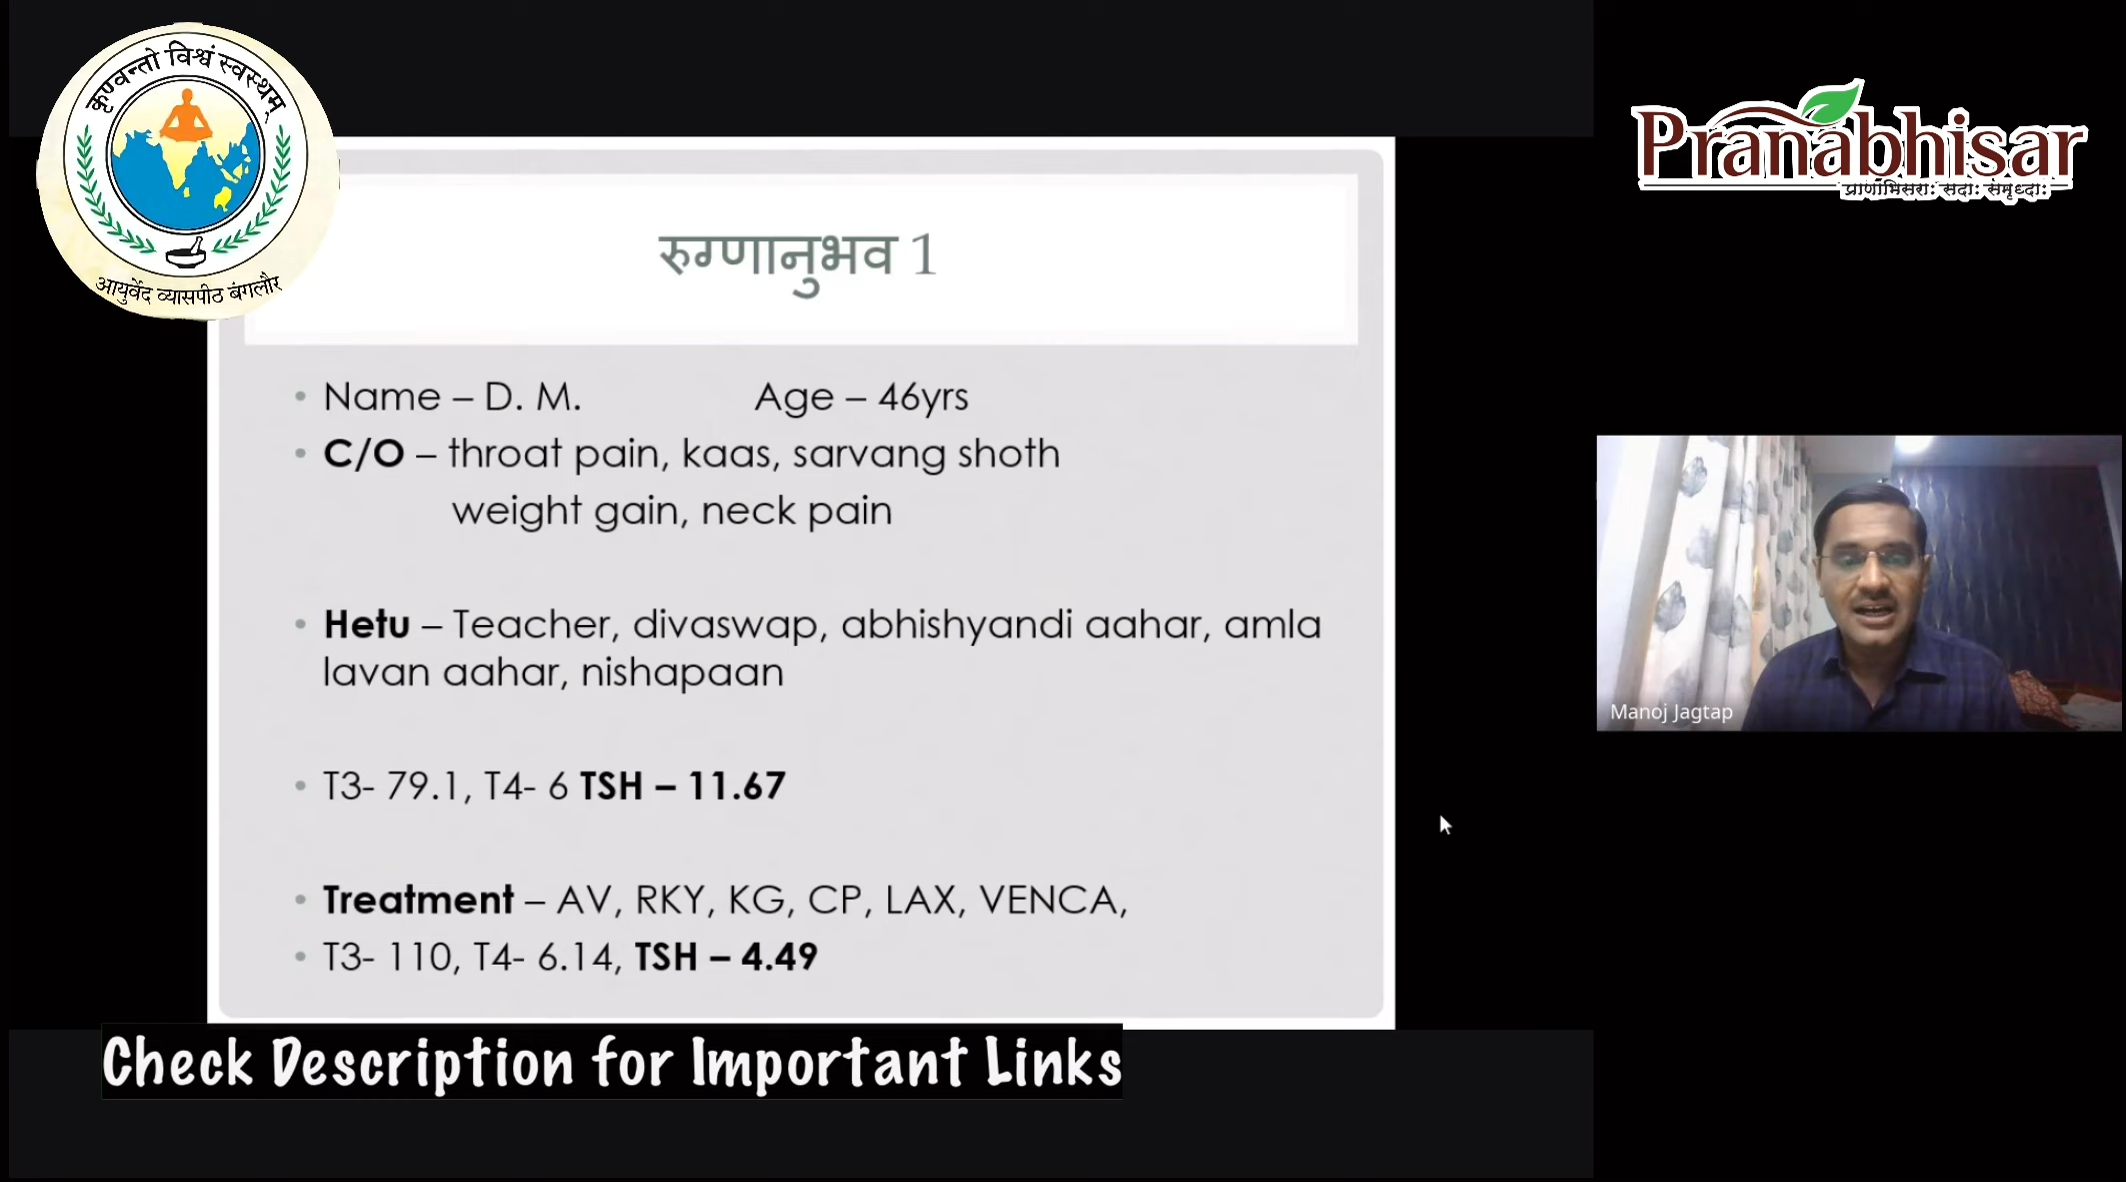 कृण्वन्तो विश्वं स्वस्थम्
आयुर्वेद व्यासपीठ बंगलौर
Pranabhisar
प्राणाभिसराः सदाः संमृध्दाः
रुग्णानुभव 1
• Name – D. M. Age – 46yrs
• C/O – throat pain, kaas, sarvang shoth
weight gain, neck pain
• Hetu – Teacher, divaswap, abhishyandi aahar, amla
lavan aahar, nishapaan
• T3- 79.1, T4- 6 TSH – 11.67
• Treatment – AV, RKY, KG, CP, LAX, VENCA,
• T3- 110, T4- 6.14, TSH – 4.49
Manoj Jagtap
Check Description for Important Links